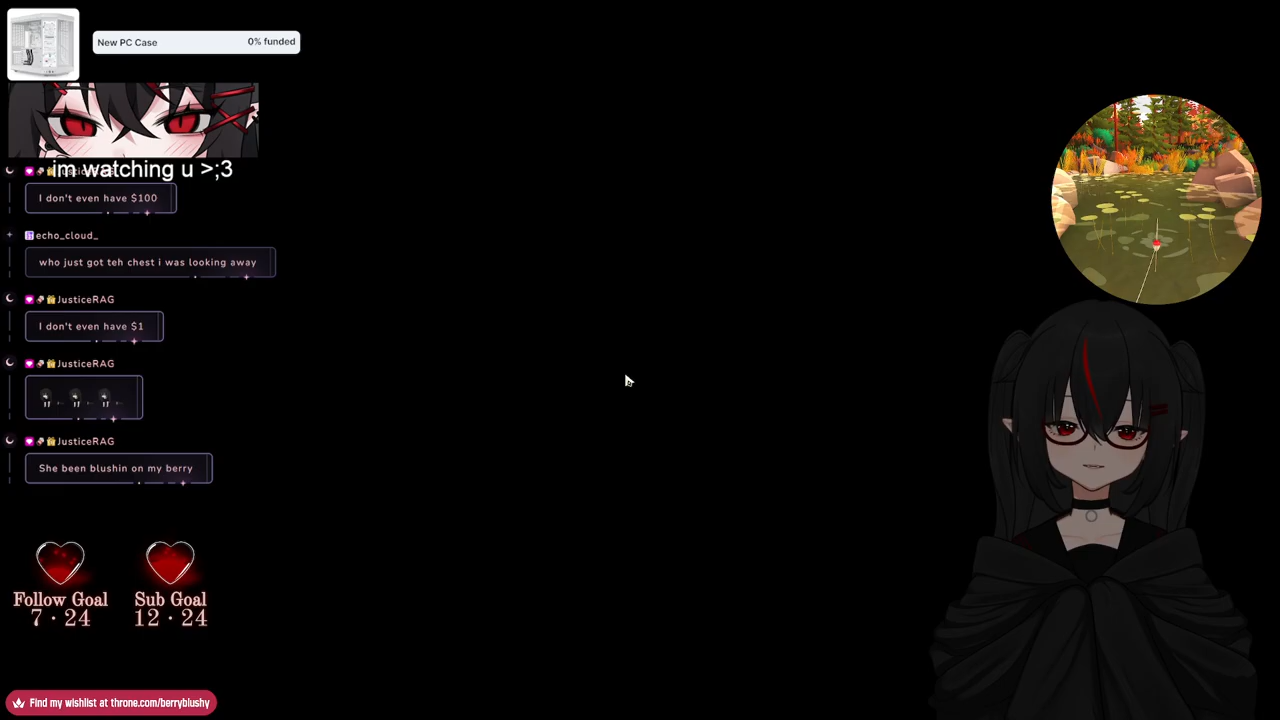 New PC Case 0% funded
im watching u >;3
I don't even have $100
echo_cloud_
who just got teh chest i was looking away
JusticeRAG
I don't even have $1
JusticeRAG
JusticeRAG
She been blushin on my berry
Follow Goal
7 · 24
Sub Goal
12 · 24
Find my wishlist at throne.com/berryblushy